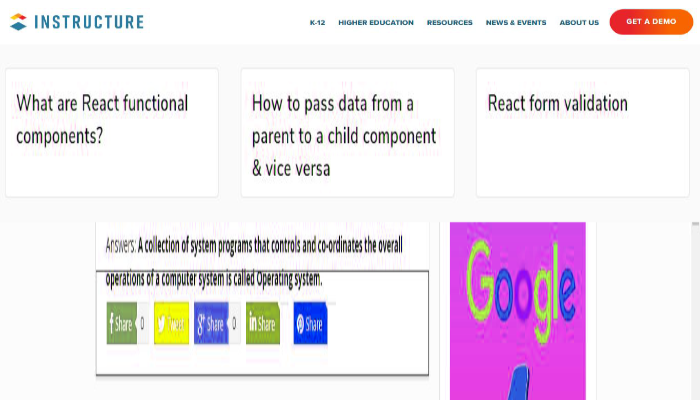 INSTRUCTURE
K-12 HIGHER EDUCATION RESOURCES NEWS & EVENTS ABOUT US GET A DEMO
What are React functional
components?
How to pass data from a
parent to a child component
& vice versa
React form validation
Answers: A collection of system programs that controls and co-ordinates the overall
operations of a computer system is called Operating system.
f Share 0 Tweet g+ Share 0 in Share Share
Google